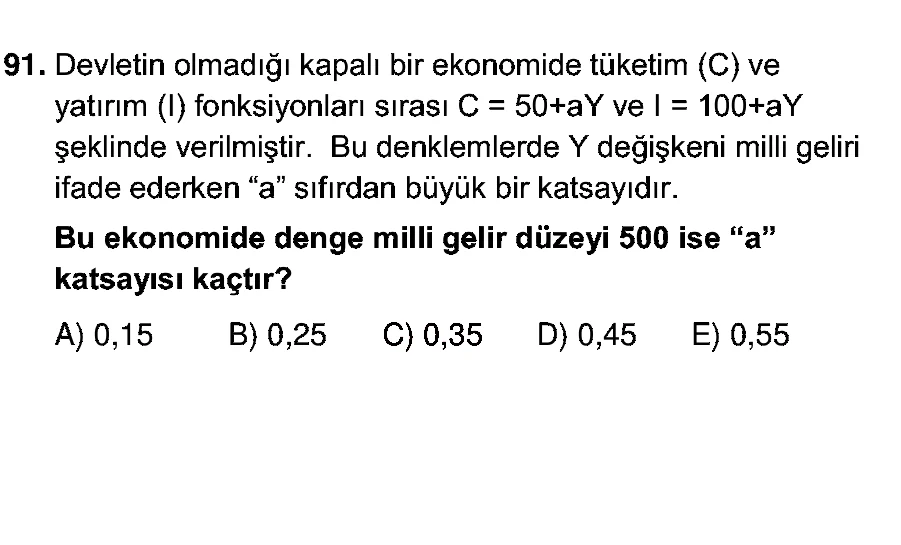 91. Devletin olmadığı kapalı bir ekonomide tüketim (C) ve
yatırım (I) fonksiyonları sırası C = 50+aY ve I = 100+aY
şeklinde verilmiştir. Bu denklemlerde Y değişkeni milli geliri
ifade ederken “a” sıfırdan büyük bir katsayıdır.
Bu ekonomide denge milli gelir düzeyi 500 ise “a”
katsayısı kaçtır?
A) 0,15 B) 0,25 C) 0,35 D) 0,45 E) 0,55